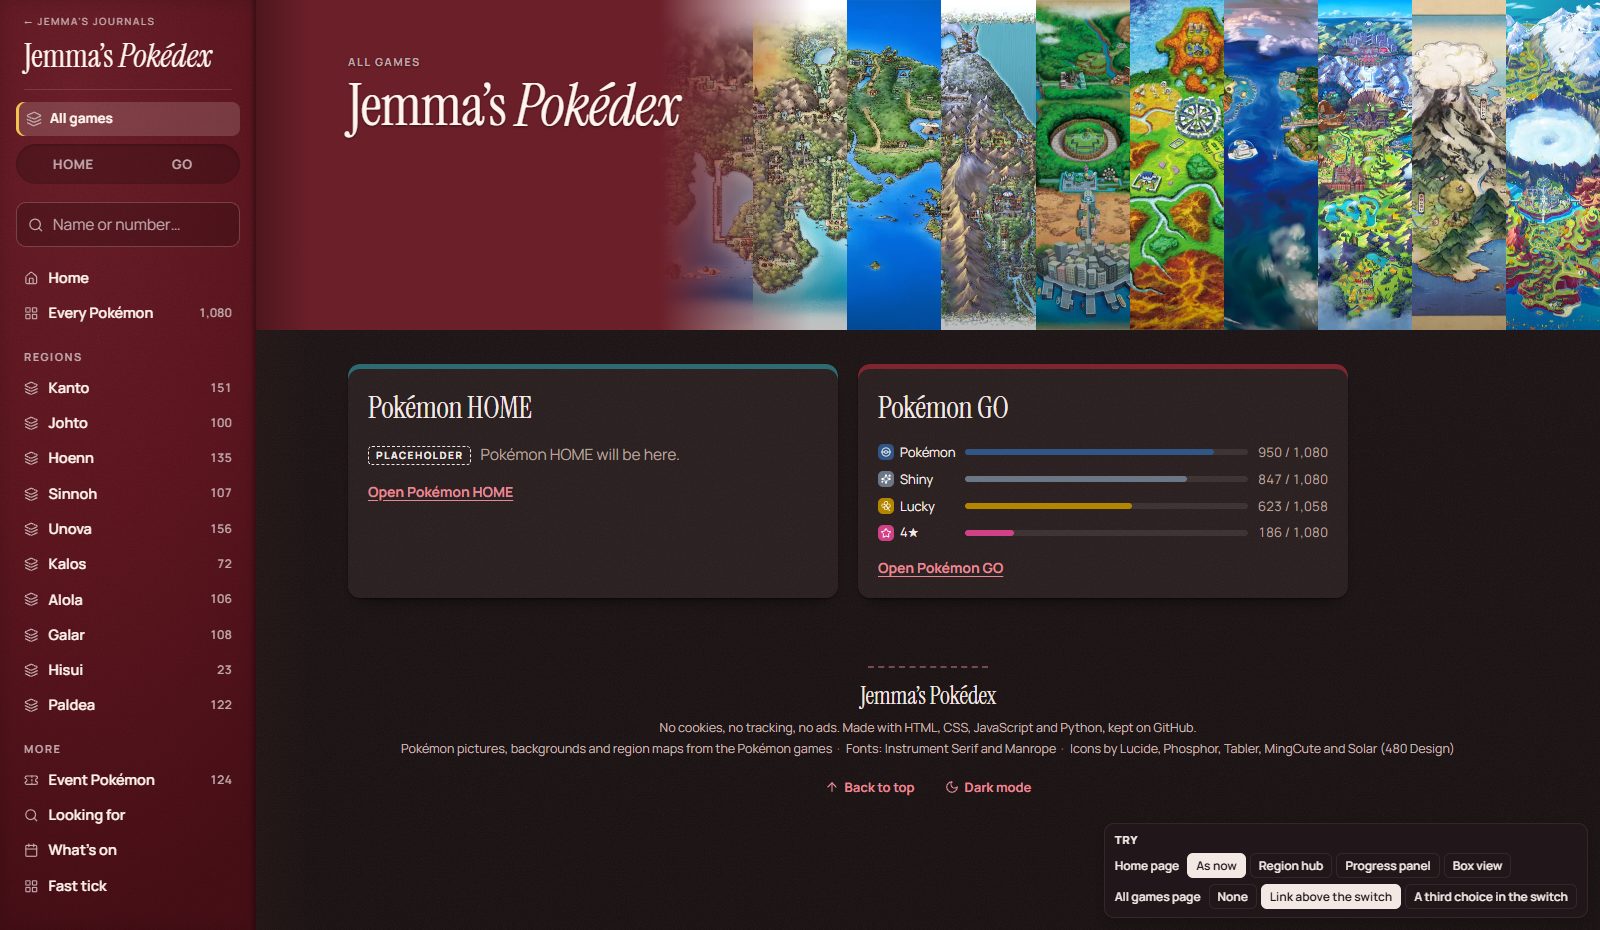 ← JEMMA'S JOURNALS
Jemma's Pokédex
All games
HOME GO
Name or number...
Home
Every Pokémon 1,080
REGIONS
Kanto 151
Johto 100
Hoenn 135
Sinnoh 107
Unova 156
Kalos 72
Alola 106
Galar 108
Hisui 23
Paldea 122
MORE
Event Pokémon 124
Looking for
What's on
Fast tick
ALL GAMES
Jemma's Pokédex
Pokémon HOME
PLACEHOLDER Pokémon HOME will be here.
Open Pokémon HOME
Pokémon GO
Pokémon 950 / 1,080
Shiny 847 / 1,080
Lucky 623 / 1,058
4★ 186 / 1,080
Open Pokémon GO
Jemma's Pokédex
No cookies, no tracking, no ads. Made with HTML, CSS, JavaScript and Python, kept on GitHub.
Pokémon pictures, backgrounds and region maps from the Pokémon games · Fonts: Instrument Serif and Manrope · Icons by Lucide, Phosphor, Tabler, MingCute and Solar (480 Design)
↑ Back to top Dark mode
TRY
Home page As now Region hub Progress panel Box view
All games page None Link above the switch A third choice in the switch